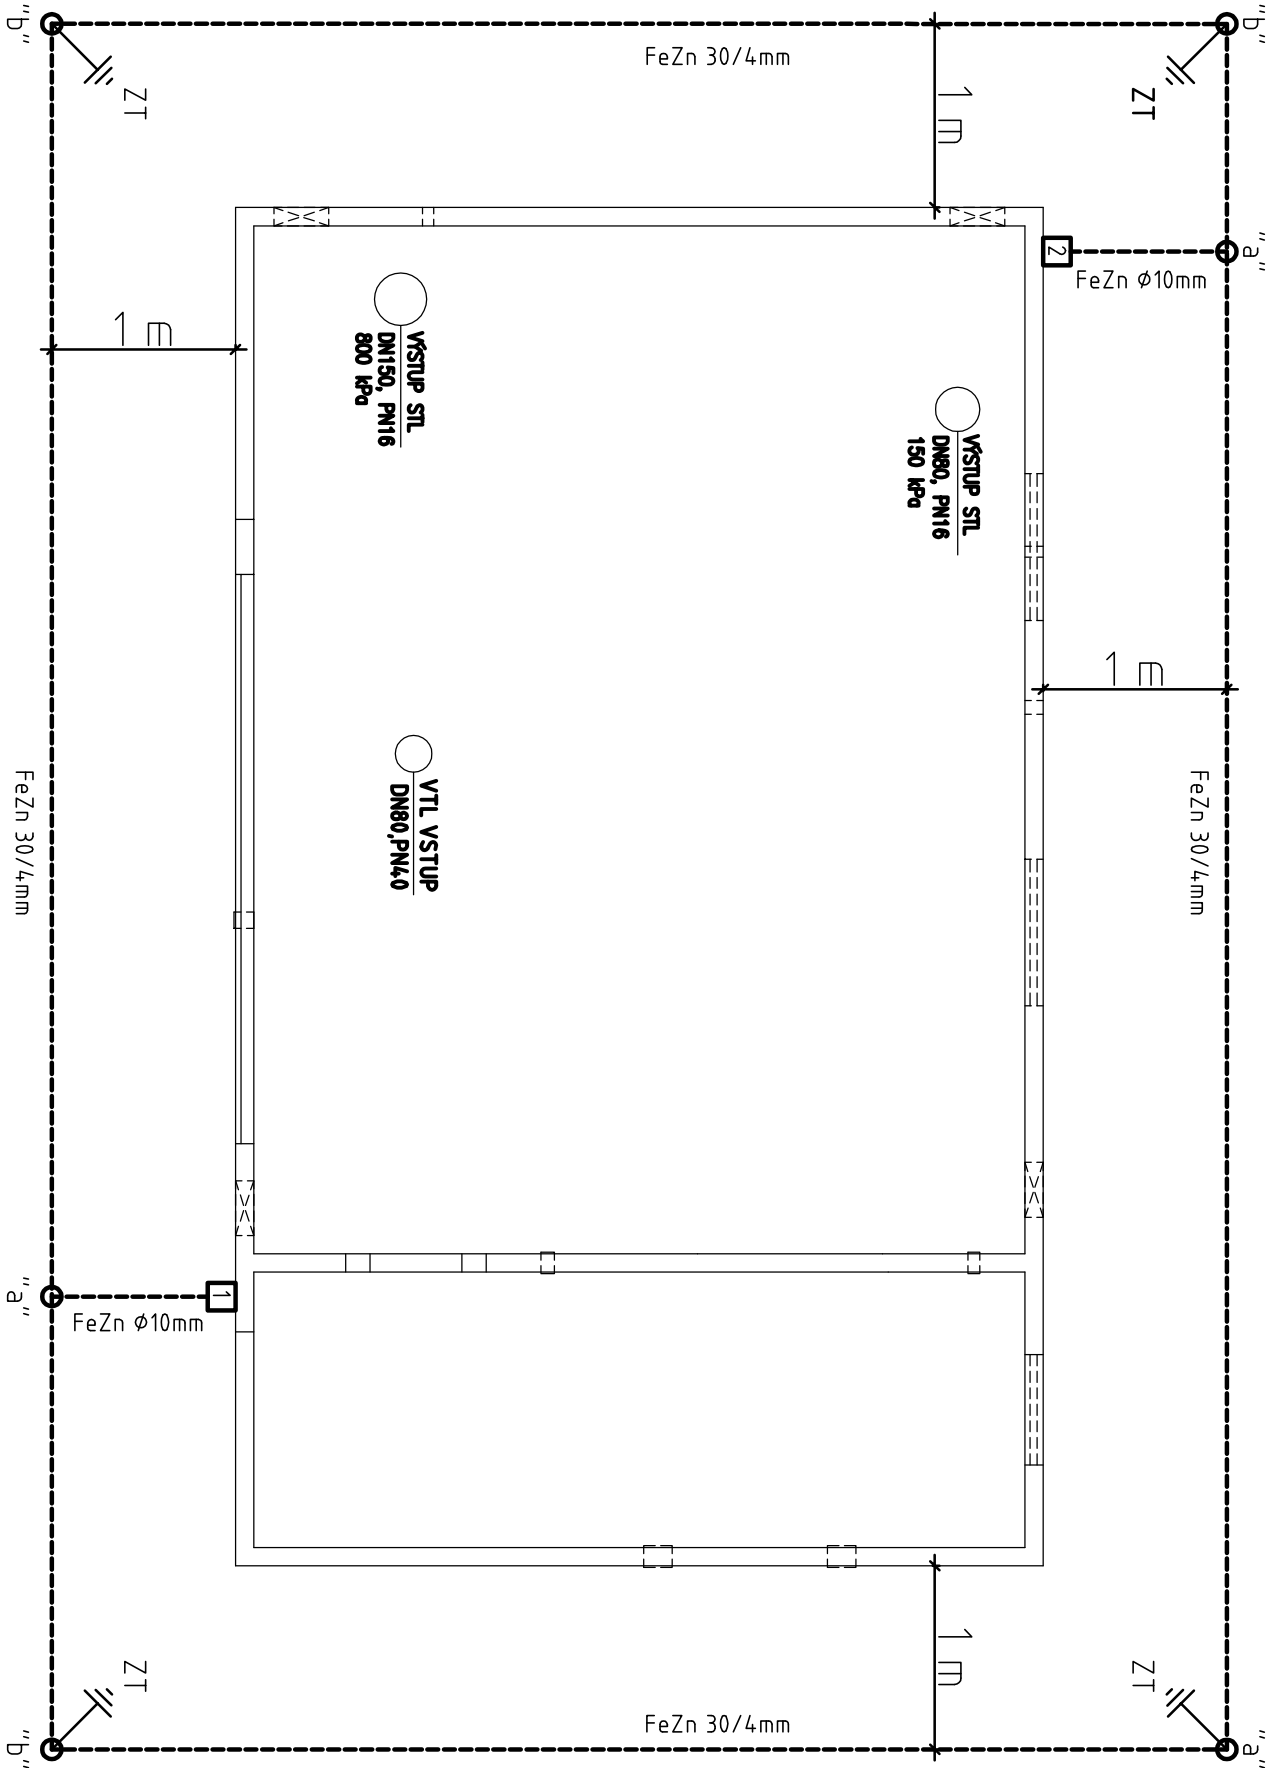 "b"
"b"
FeZn 30/4mm
ZT
1 m
ZT
"a"
2
FeZn ϕ10mm
1 m
VÝSTUP STL
DN150, PN16
800 kPa
VÝSTUP STL
DN80, PN16
150 kPa
1 m
VTL VSTUP
DN80,PN40
FeZn 30/4mm
FeZn 30/4mm
"a"
1
FeZn ϕ10mm
ZT
1 m
ZT
FeZn 30/4mm
"b"
"a"